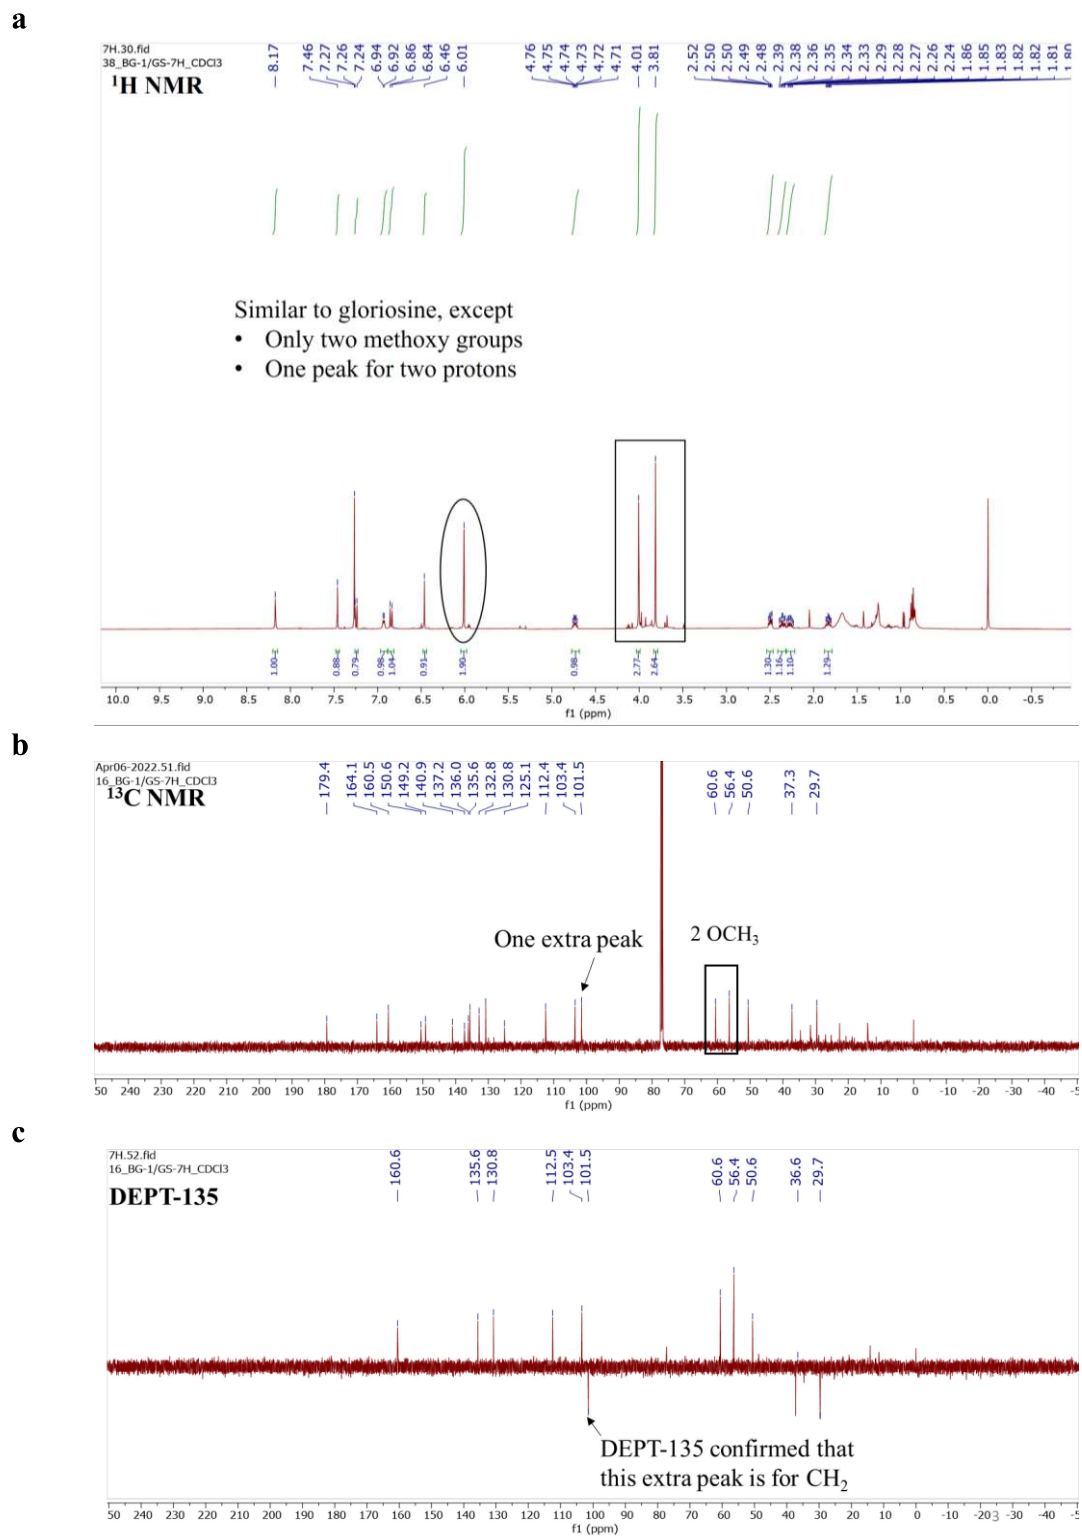 a
7H.30.fid
38_BG-1/GS-7H_CDCl3
¹H NMR
8.17 7.46 7.27 7.26 7.24 6.94 6.92 6.86 6.84 6.46 6.01 4.76 4.75 4.74 4.73 4.72 4.71 4.01 3.81 2.52 2.50 2.50 2.49 2.48 2.39 2.38 2.36 2.35 2.34 2.33 2.29 2.28 2.27 2.26 2.24 1.86 1.85 1.83 1.82 1.82 1.81 1.80
Similar to gloriosine, except
• Only two methoxy groups
• One peak for two protons
1.00 0.88 0.79 0.98 1.04 0.91 1.90 0.98 2.77 2.64 1.30 1.16 1.10 1.29
10.0 9.5 9.0 8.5 8.0 7.5 7.0 6.5 6.0 5.5 5.0 4.5 4.0 3.5 3.0 2.5 2.0 1.5 1.0 0.5 0.0 -0.5
f1 (ppm)
b
Apr06-2022.51.fid
16_BG-1/GS-7H_CDCl3
¹³C NMR
179.4 164.1 160.5 150.6 149.2 140.9 137.2 136.0 135.6 132.8 130.8 125.1 112.4 103.4 101.5 60.6 56.4 50.6 37.3 29.7
One extra peak
2 OCH₃
50 240 230 220 210 200 190 180 170 160 150 140 130 120 110 100 90 80 70 60 50 40 30 20 10 0 -10 -20 -30 -40 -5
f1 (ppm)
c
7H.52.fid
16_BG-1/GS-7H_CDCl3
DEPT-135
160.6 135.6 130.8 112.5 103.4 101.5 60.6 56.4 50.6 36.6 29.7
DEPT-135 confirmed that
this extra peak is for CH₂
50 240 230 220 210 200 190 180 170 160 150 140 130 120 110 100 90 80 70 60 50 40 30 20 10 0 -10 -20 3 -30 -40 -5
f1 (ppm)